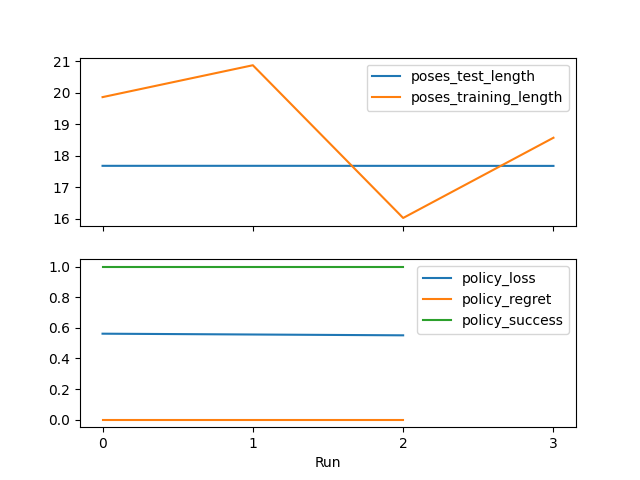 21
20
19
18
17
16
poses_test_length
poses_training_length
1.0
0.8
0.6
0.4
0.2
0.0
policy_loss
policy_regret
policy_success
0 1 2 3
Run